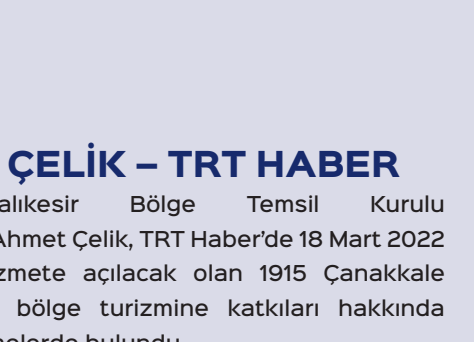 ÇELİK – TRT HABER
alıkesir Bölge Temsil Kurulu
Ahmet Çelik, TRT Haber’de 18 Mart 2022
zmete açılacak olan 1915 Çanakkale
bölge turizmine katkıları hakkında
bulundu